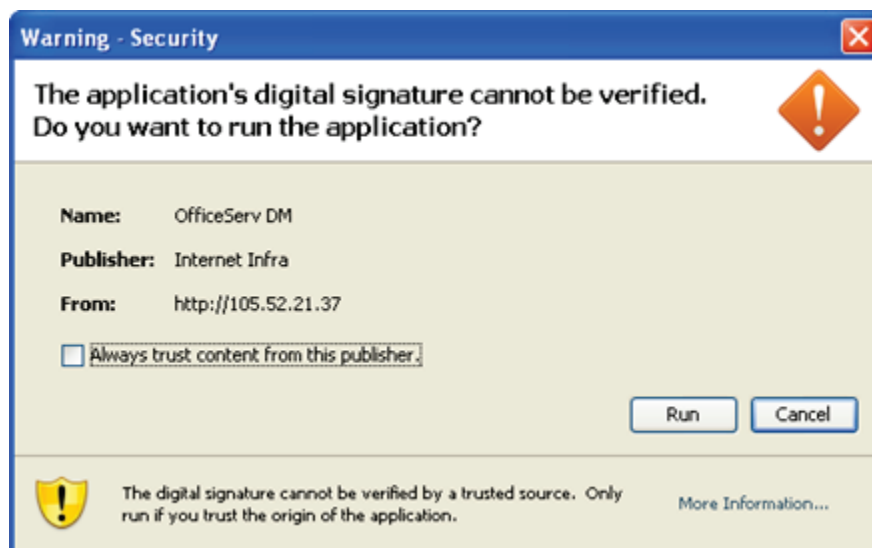 Warning - Security
The application's digital signature cannot be verified.
Do you want to run the application?
Name: OfficeServ DM
Publisher: Internet Infra
From: http://105.52.21.37
Always trust content from this publisher.
Run Cancel
The digital signature cannot be verified by a trusted source. Only
run if you trust the origin of the application.
More Information...